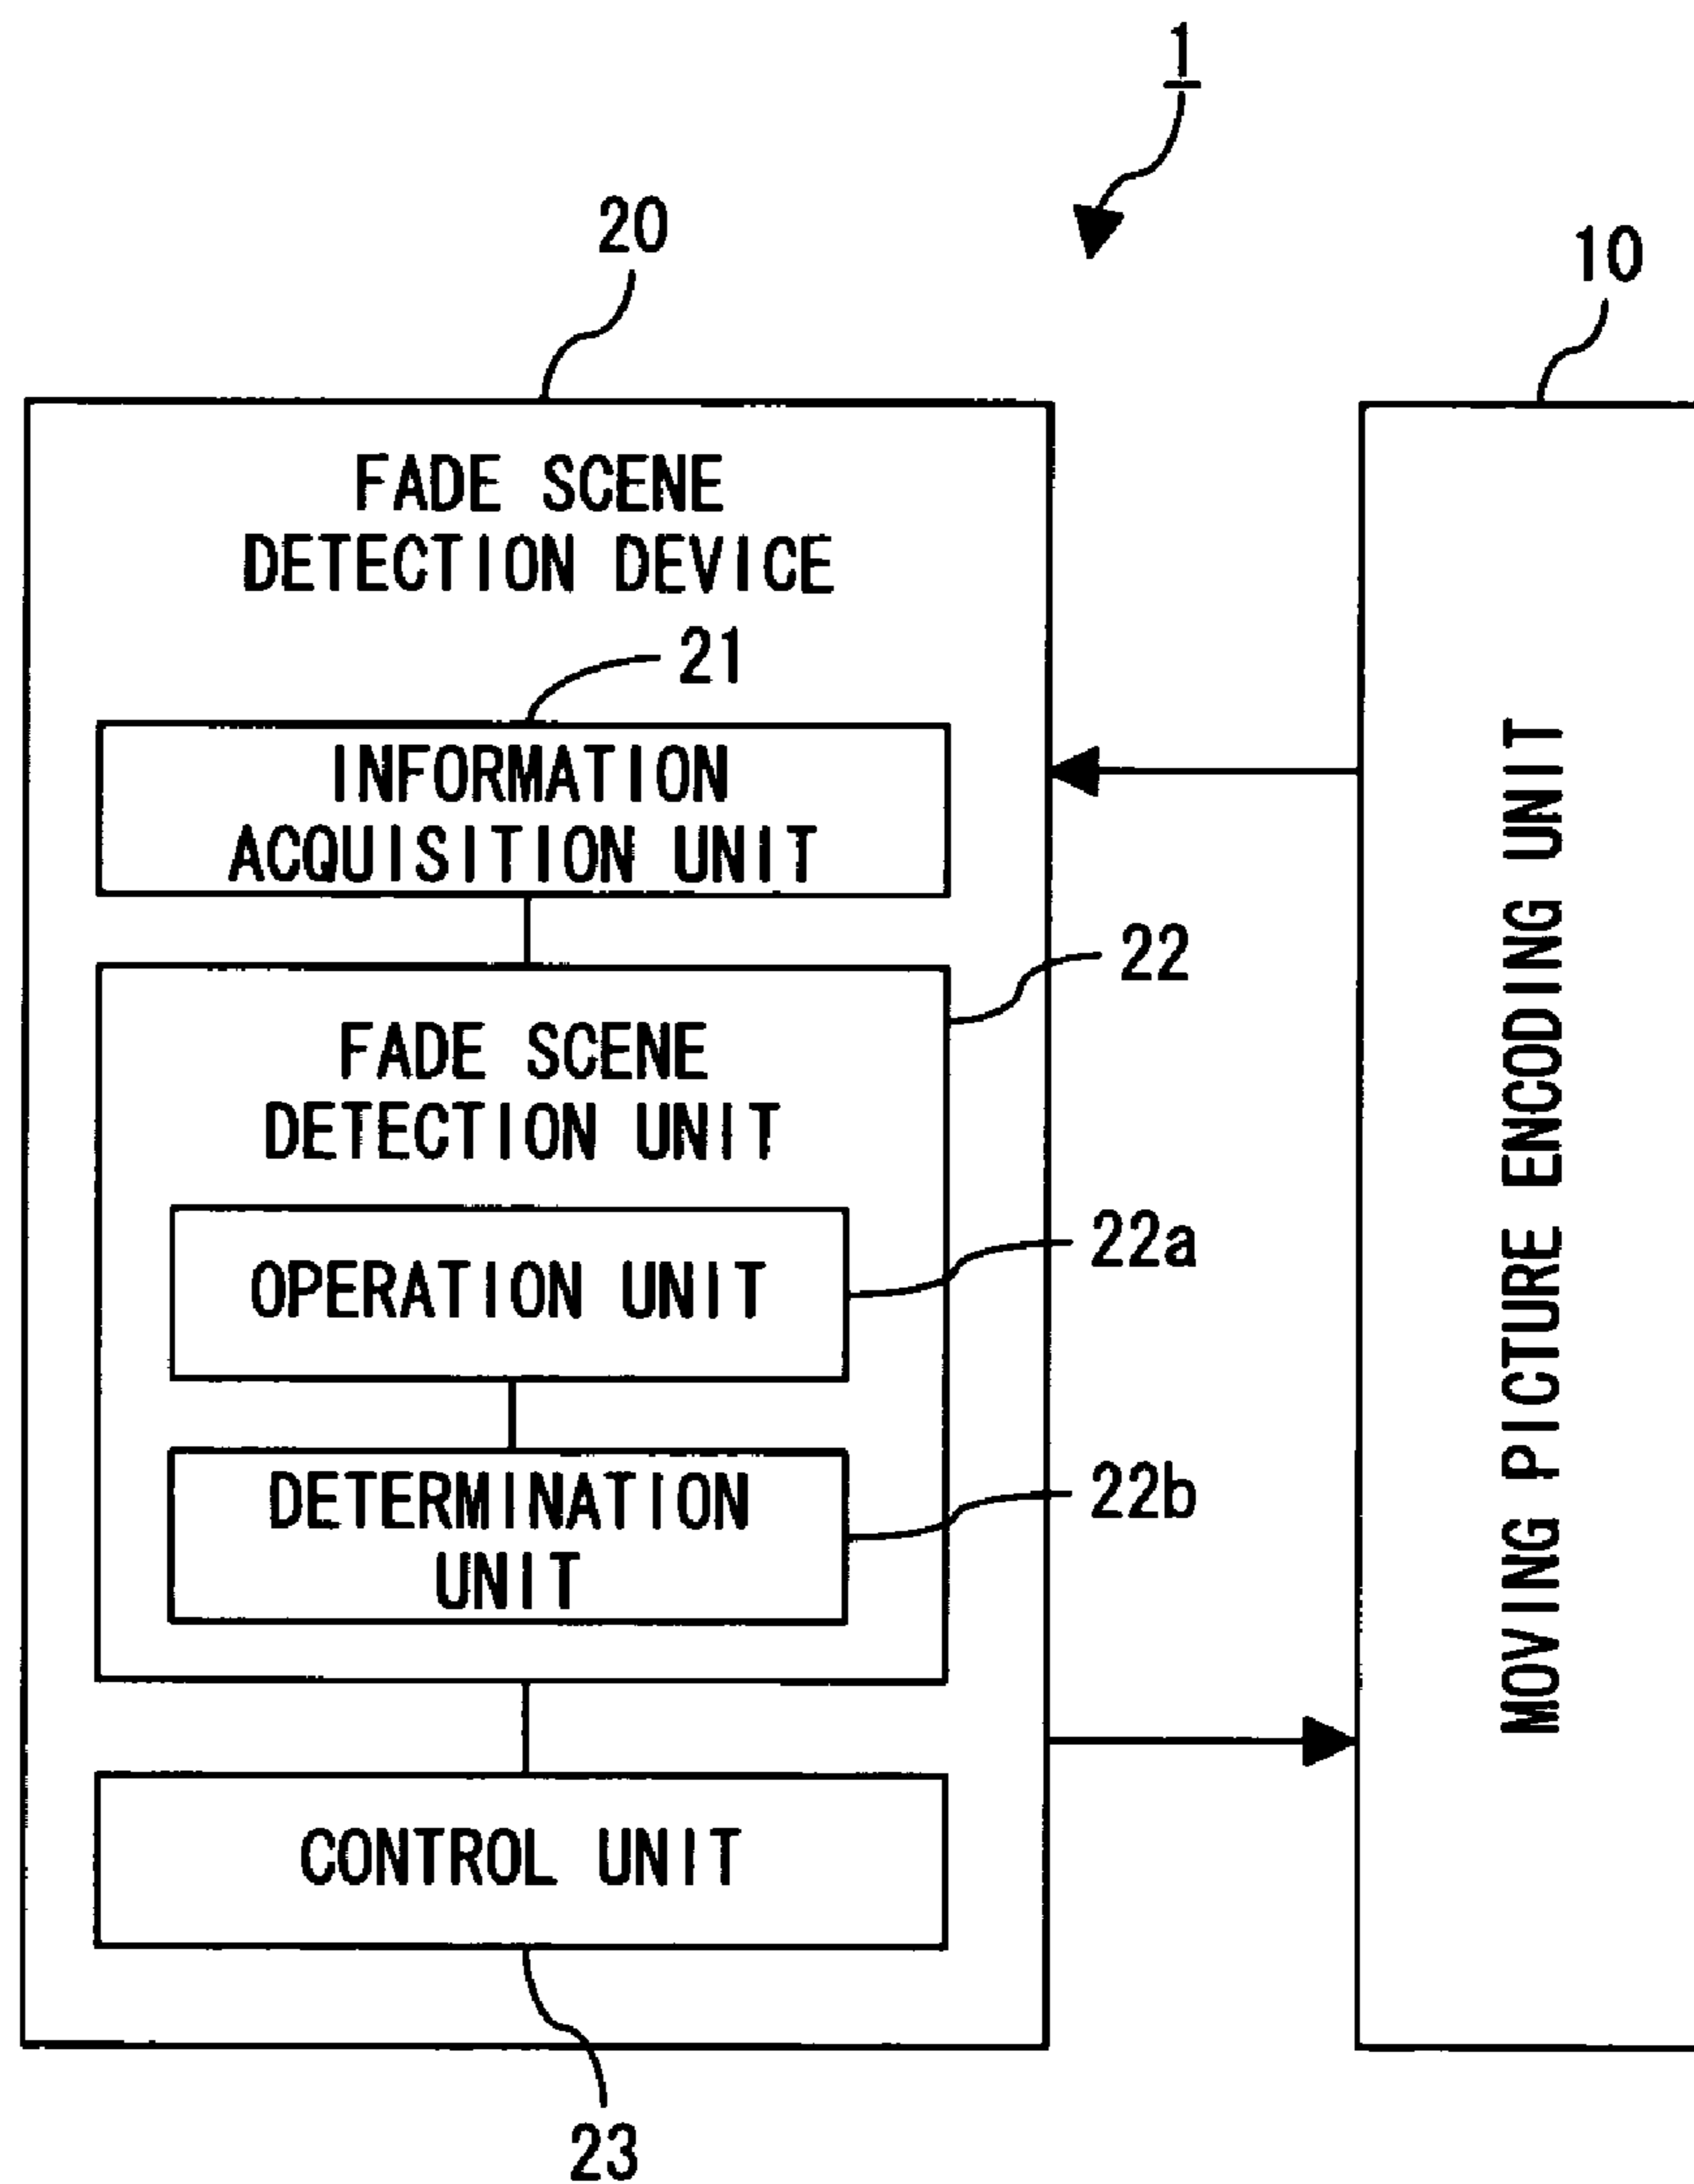 1
20
10
FADE SCENE
DETECTION DEVICE
21
INFORMATION
ACQUISITION UNIT
22
FADE SCENE
DETECTION UNIT
22a
OPERATION UNIT
22b
DETERMINATION
UNIT
CONTROL UNIT
23
MOVING PICTURE ENCODING UNIT